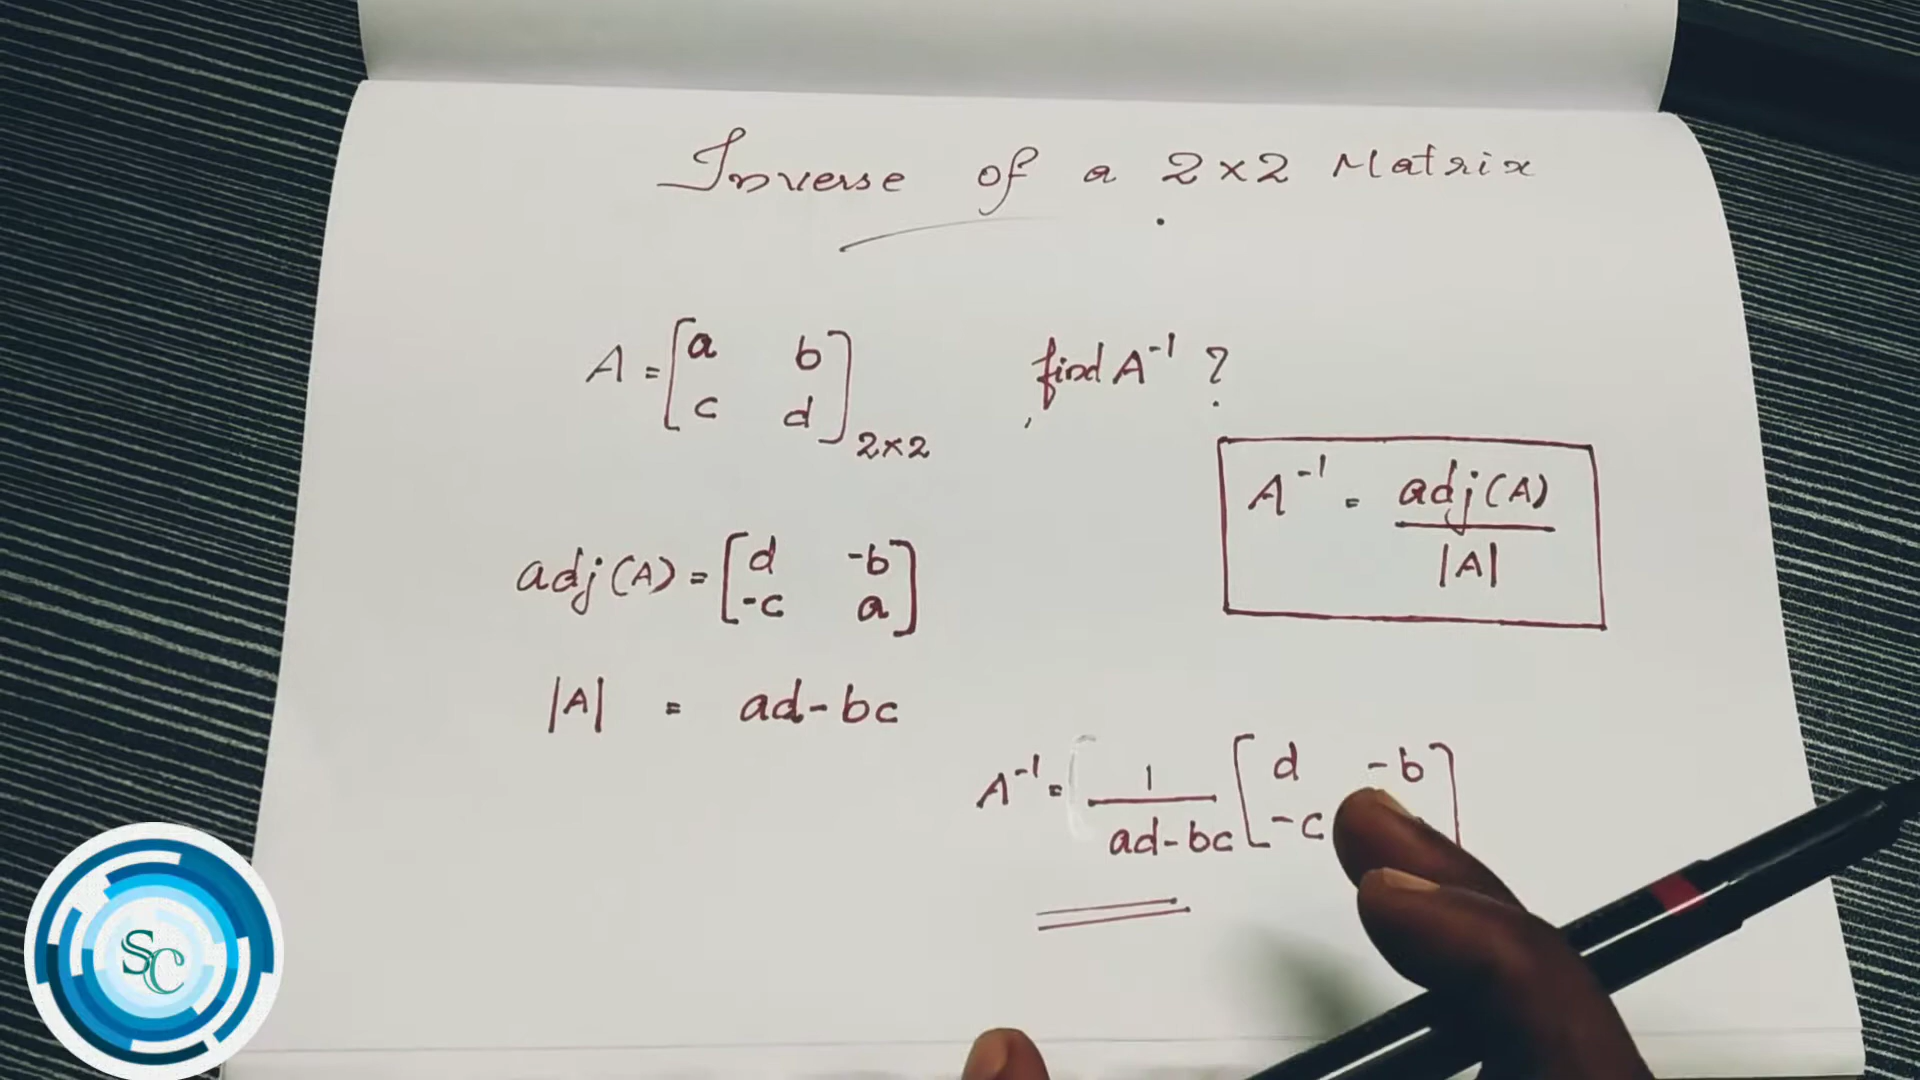 Inverse of a 2×2 Matrix
A = [a b
c d]2×2
find A⁻¹ ?
A⁻¹ = adj(A)
|A|
adj(A) = [d -b
-c a]
|A| = ad-bc
A⁻¹ = 1/ad-bc [d -b
-c ]
SC